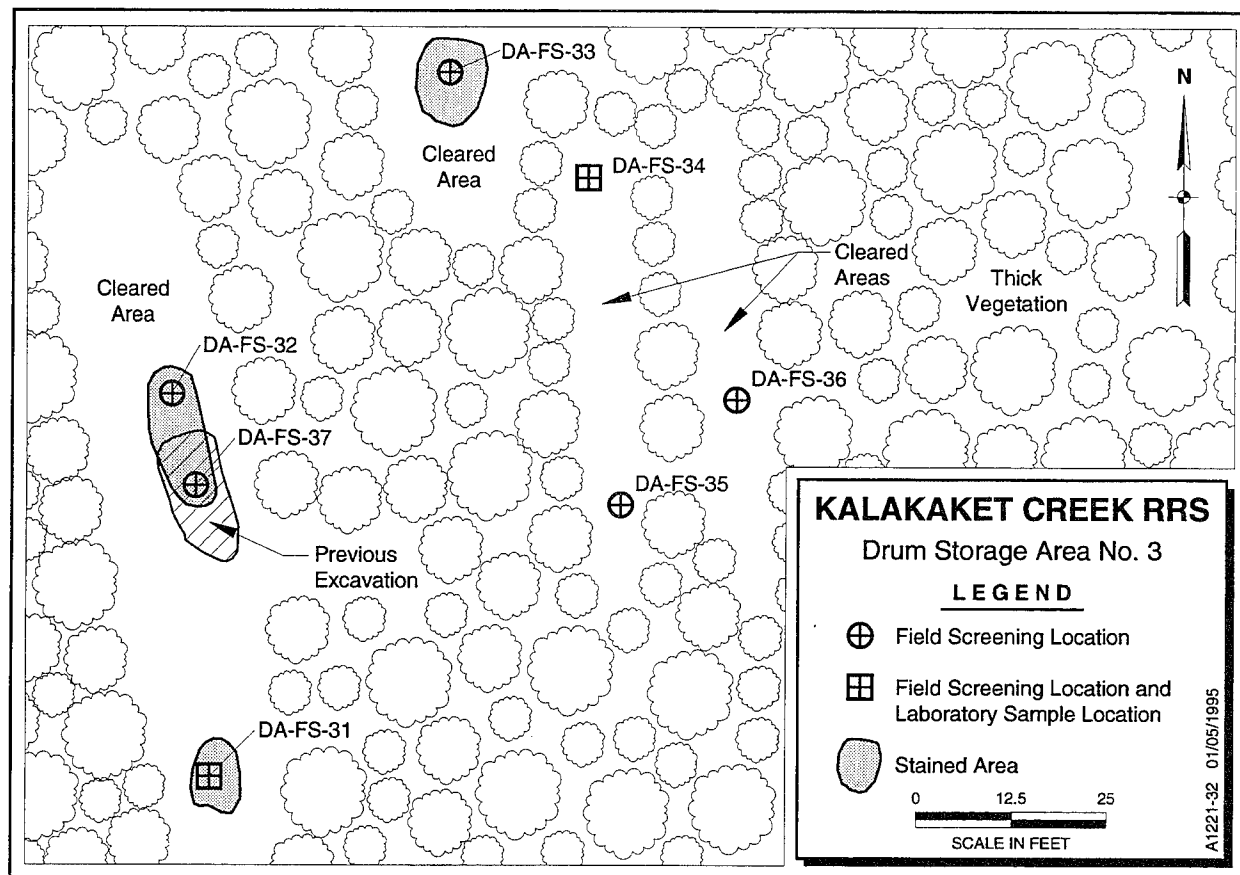 DA-FS-33
N
Cleared
Area
DA-FS-34
Cleared
Areas
Thick
Vegetation
Cleared
Area
DA-FS-32
DA-FS-36
DA-FS-37
DA-FS-35
Previous
Excavation
DA-FS-31
KALAKAKET CREEK RRS
Drum Storage Area No. 3
LEGEND
Field Screening Location
Field Screening Location and
Laboratory Sample Location
Stained Area
0 12.5 25
SCALE IN FEET
A1221-32 01/05/1995